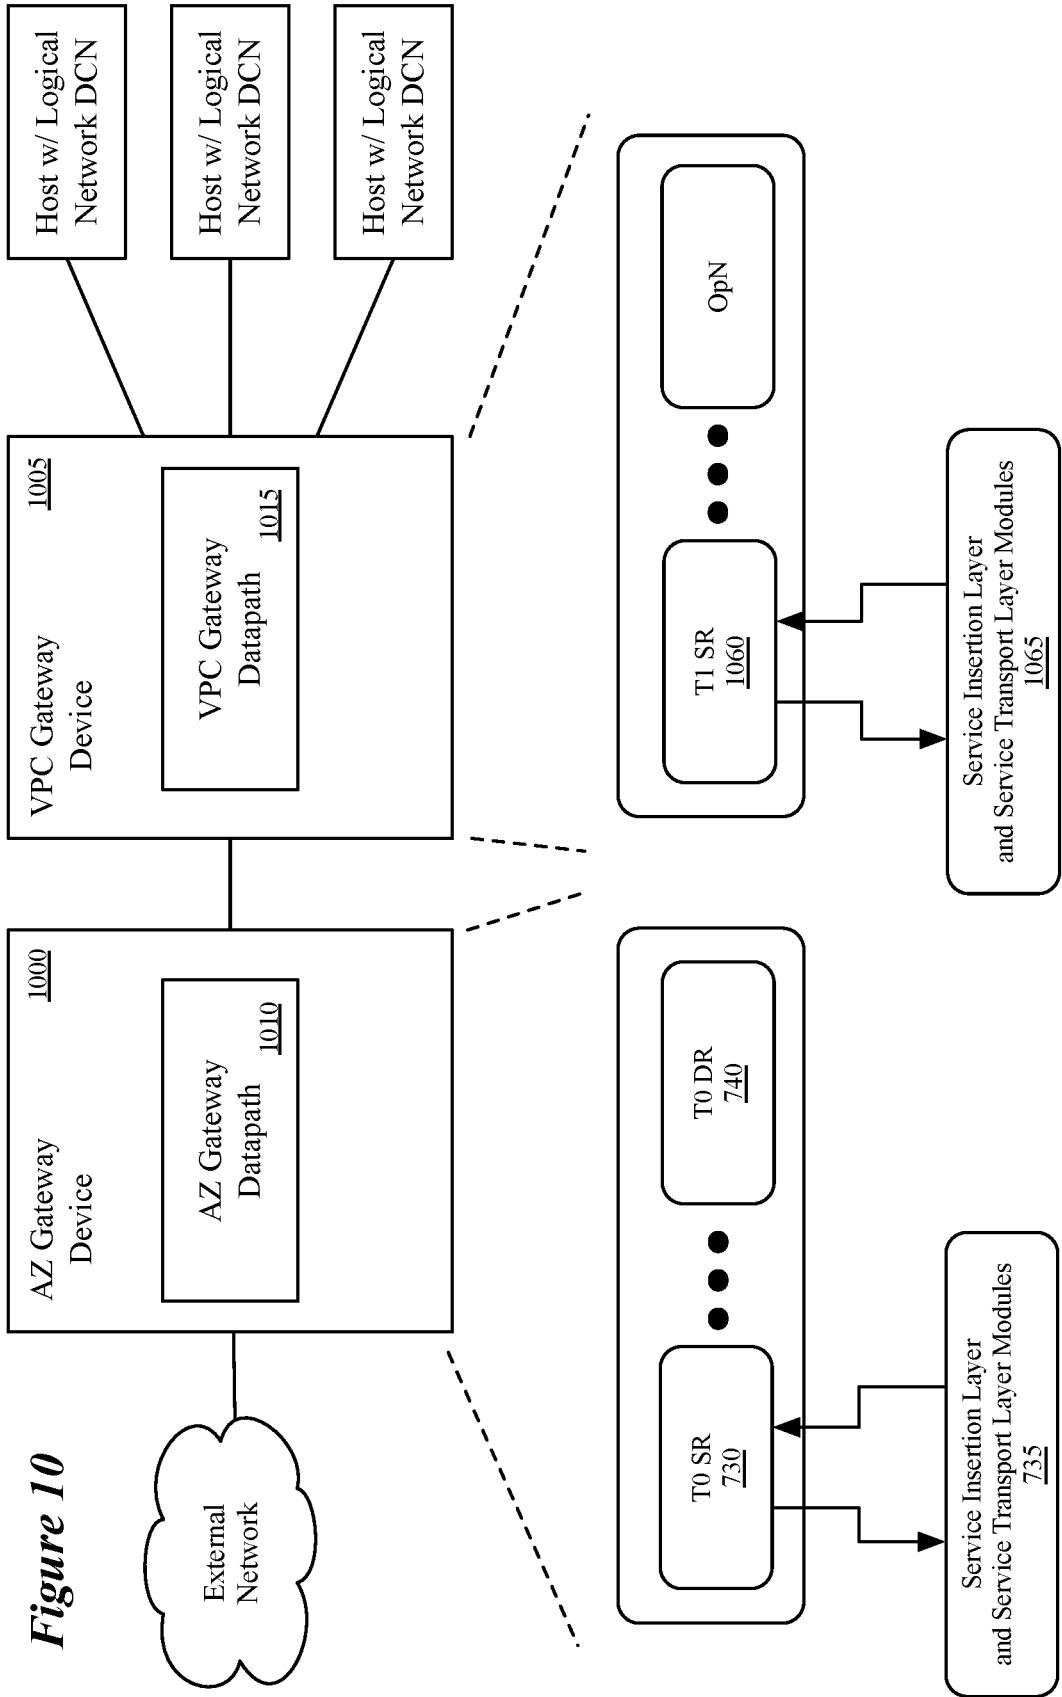 Figure 10
External
Network
AZ Gateway
Device
1000
AZ Gateway
Datapath
1010
VPC Gateway
Device
1005
VPC Gateway
Datapath
1015
Host w/ Logical
Network DCN
Host w/ Logical
Network DCN
Host w/ Logical
Network DCN
T0 SR
730
T0 DR
740
T1 SR
1060
OpN
Service Insertion Layer
and Service Transport Layer Modules
735
Service Insertion Layer
and Service Transport Layer Modules
1065